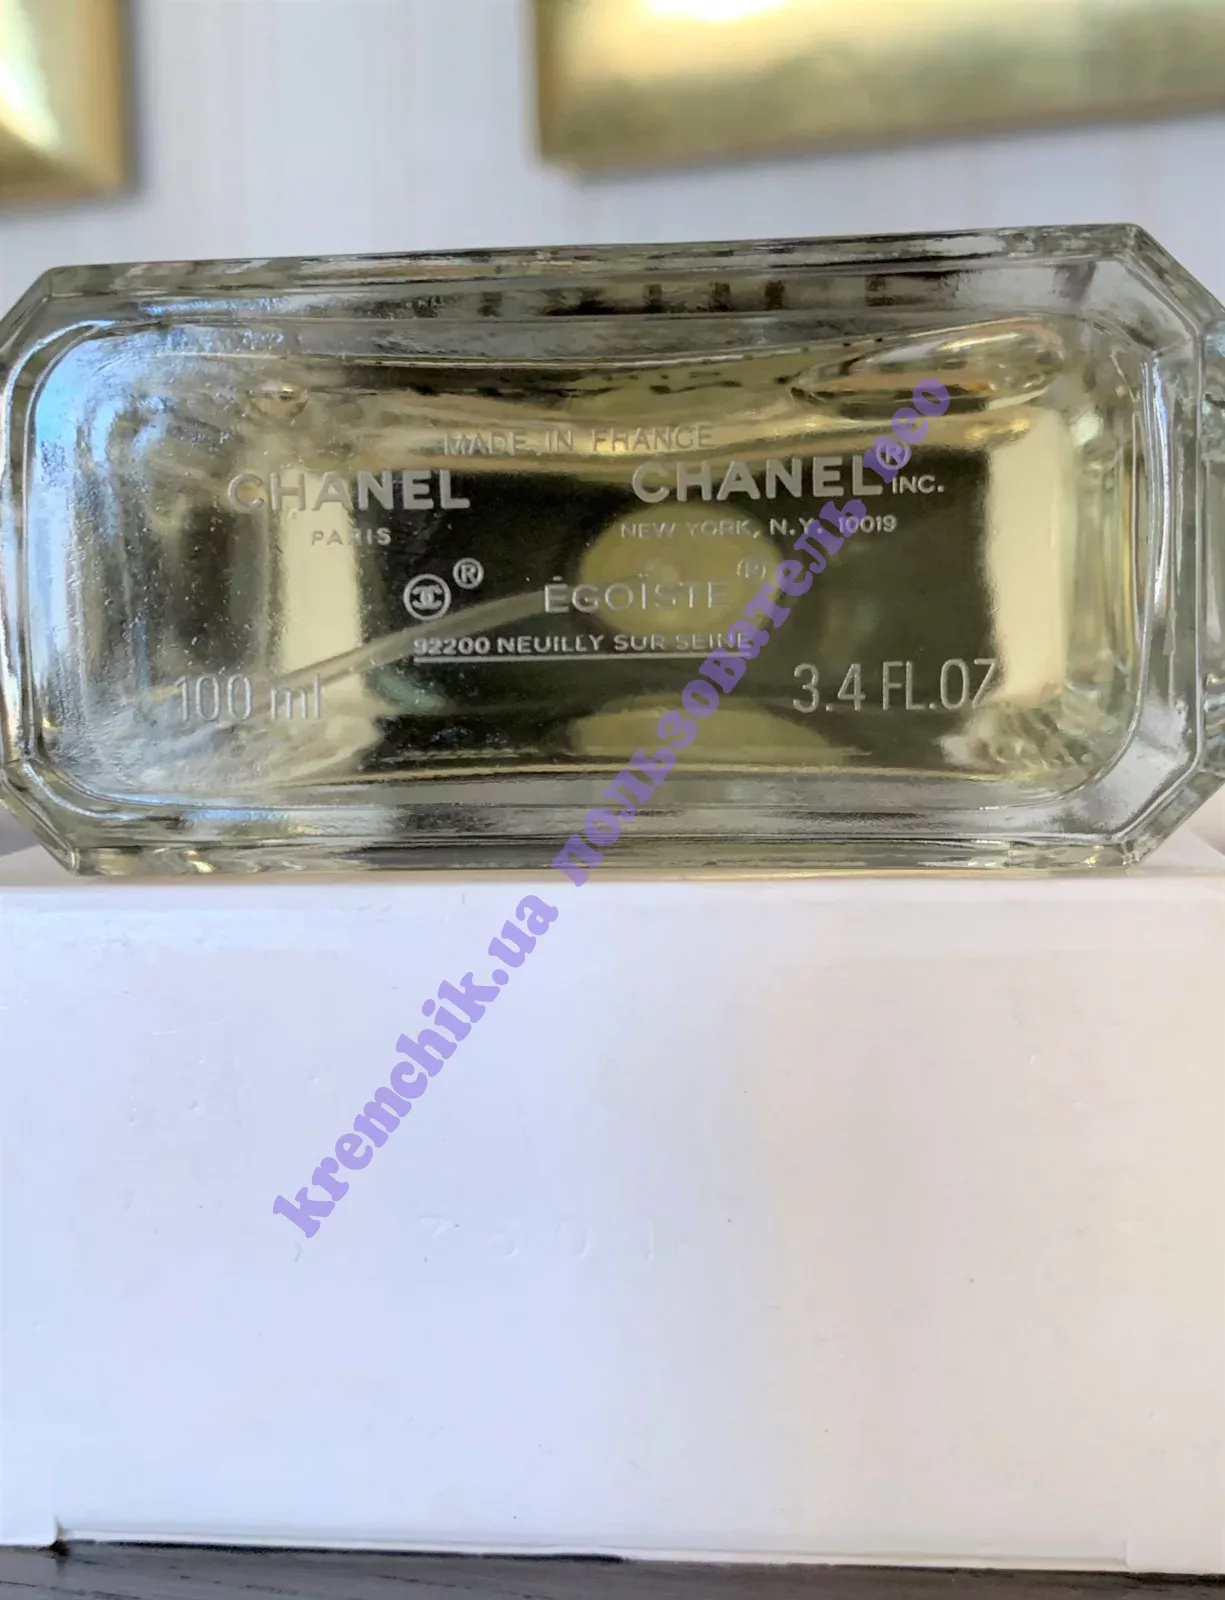 MADE IN FRANCE
CHANEL
PARIS
CHANEL® INC.
NEW YORK, N.Y. 10019
®
ÉGOÏSTE ®
92200 NEUILLY SUR SEINE
100 ml
3.4 FL.OZ
kremchik.ua пользователь neo